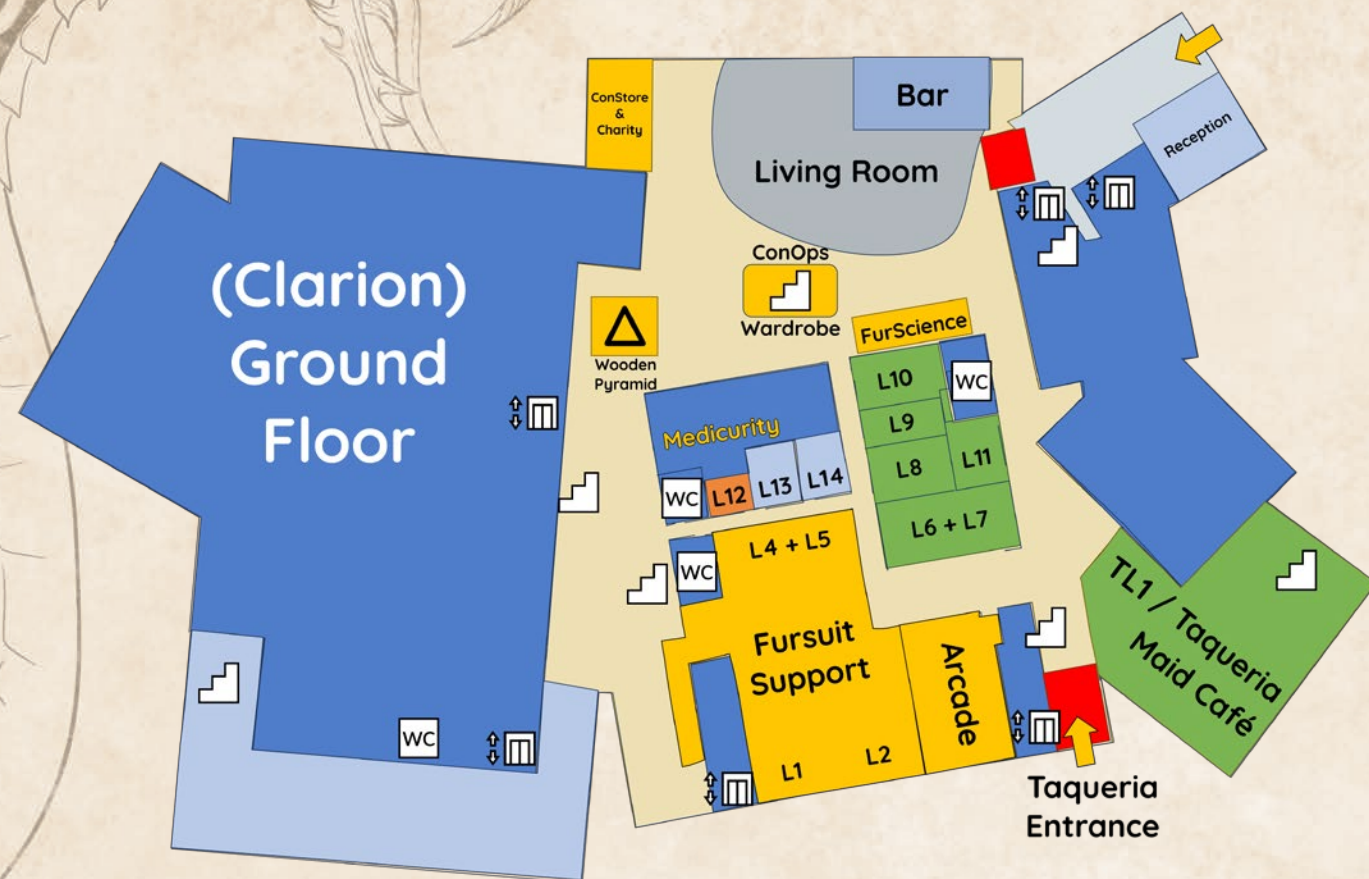 ConStore
&
Charity
Bar
Living Room
Reception
(Clarion)
Ground
Floor
ConOps
Wardrobe
Wooden
Pyramid
FurScience
L10
WC
L9
L8
L11
L6 + L7
Medicurity
WC
L12
L13
L14
L4 + L5
WC
Fursuit
Support
Arcade
L1
L2
TL1 / Taqueria
Maid Café
WC
Taqueria
Entrance